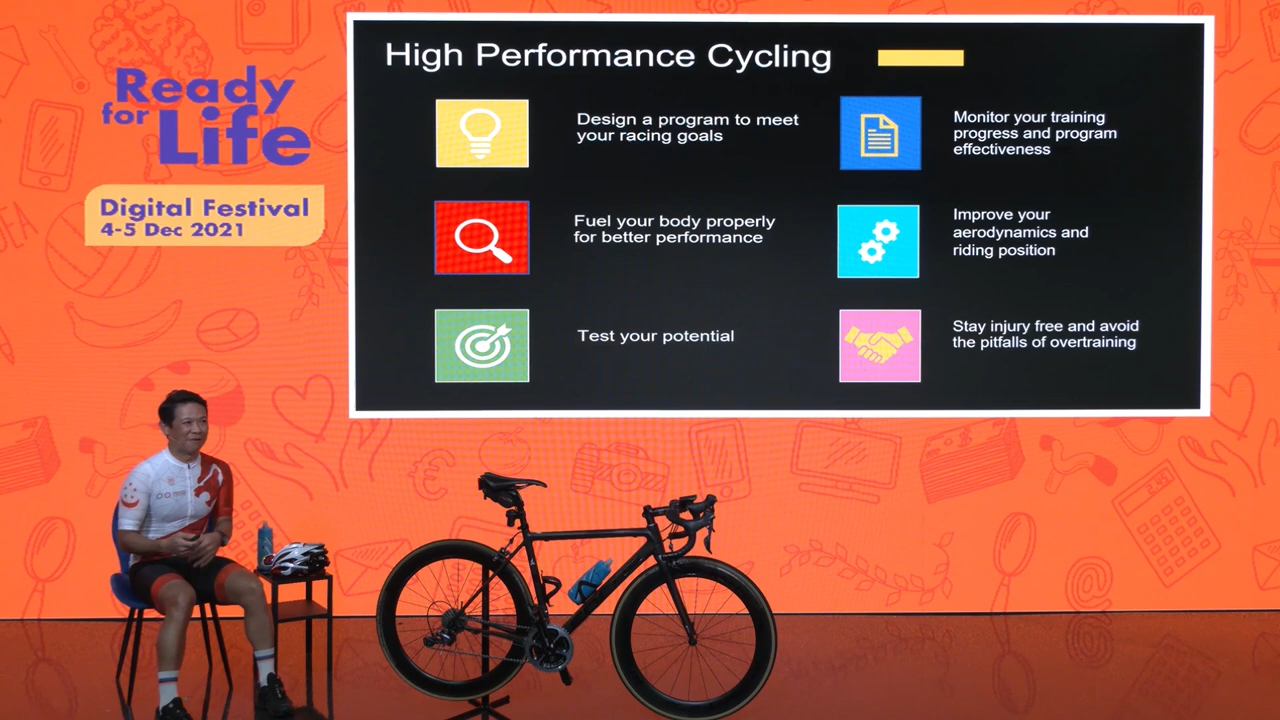 Ready
for
Life
Digital Festival
4-5 Dec 2021
High Performance Cycling
Design a program to meet
your racing goals
Monitor your training
progress and program
effectiveness
Fuel your body properly
for better performance
Improve your
aerodynamics and
riding position
Test your potential
Stay injury free and avoid
the pitfalls of overtraining